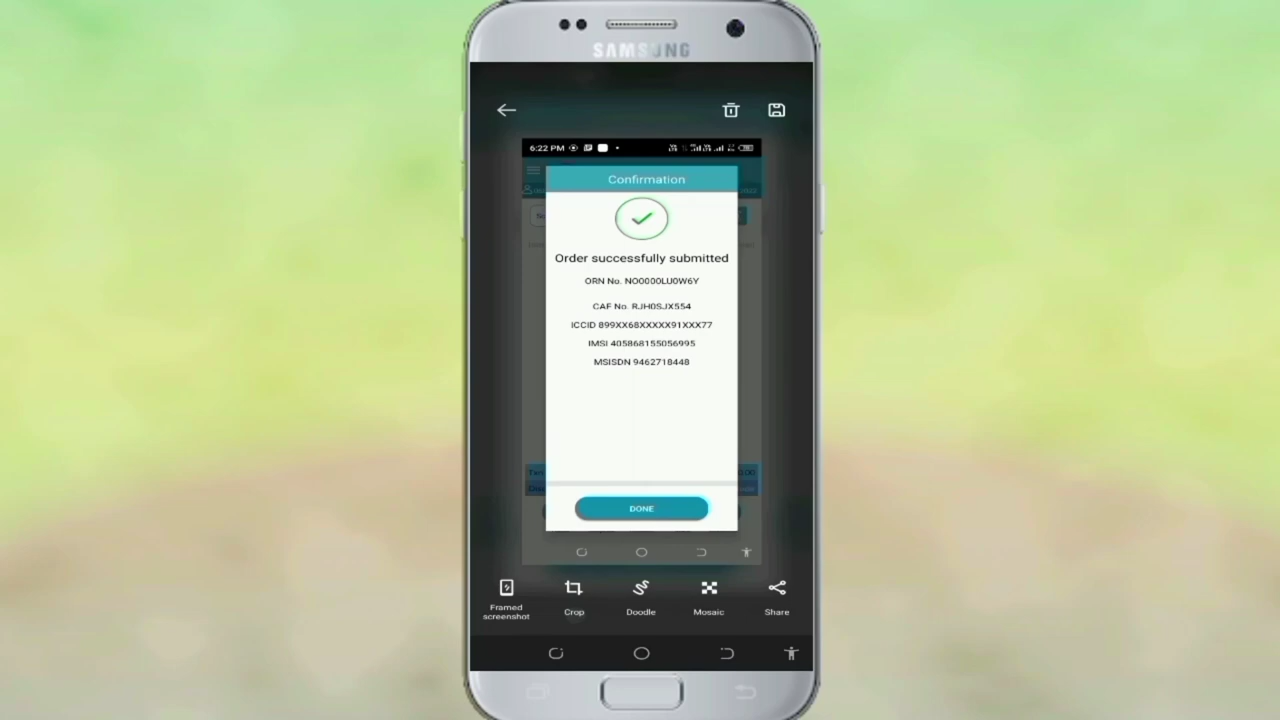 SAMSUNG
6:22 PM
Confirmation
Order successfully submitted
ORN No. NO0000LU0W6Y
CAF No. RJH0SJX554
ICCID 899XX68XXXXX91XXX77
IMSI 405868155056995
MSISDN 9462718448
DONE
Framed
screenshot
Crop
Doodle
Mosaic
Share